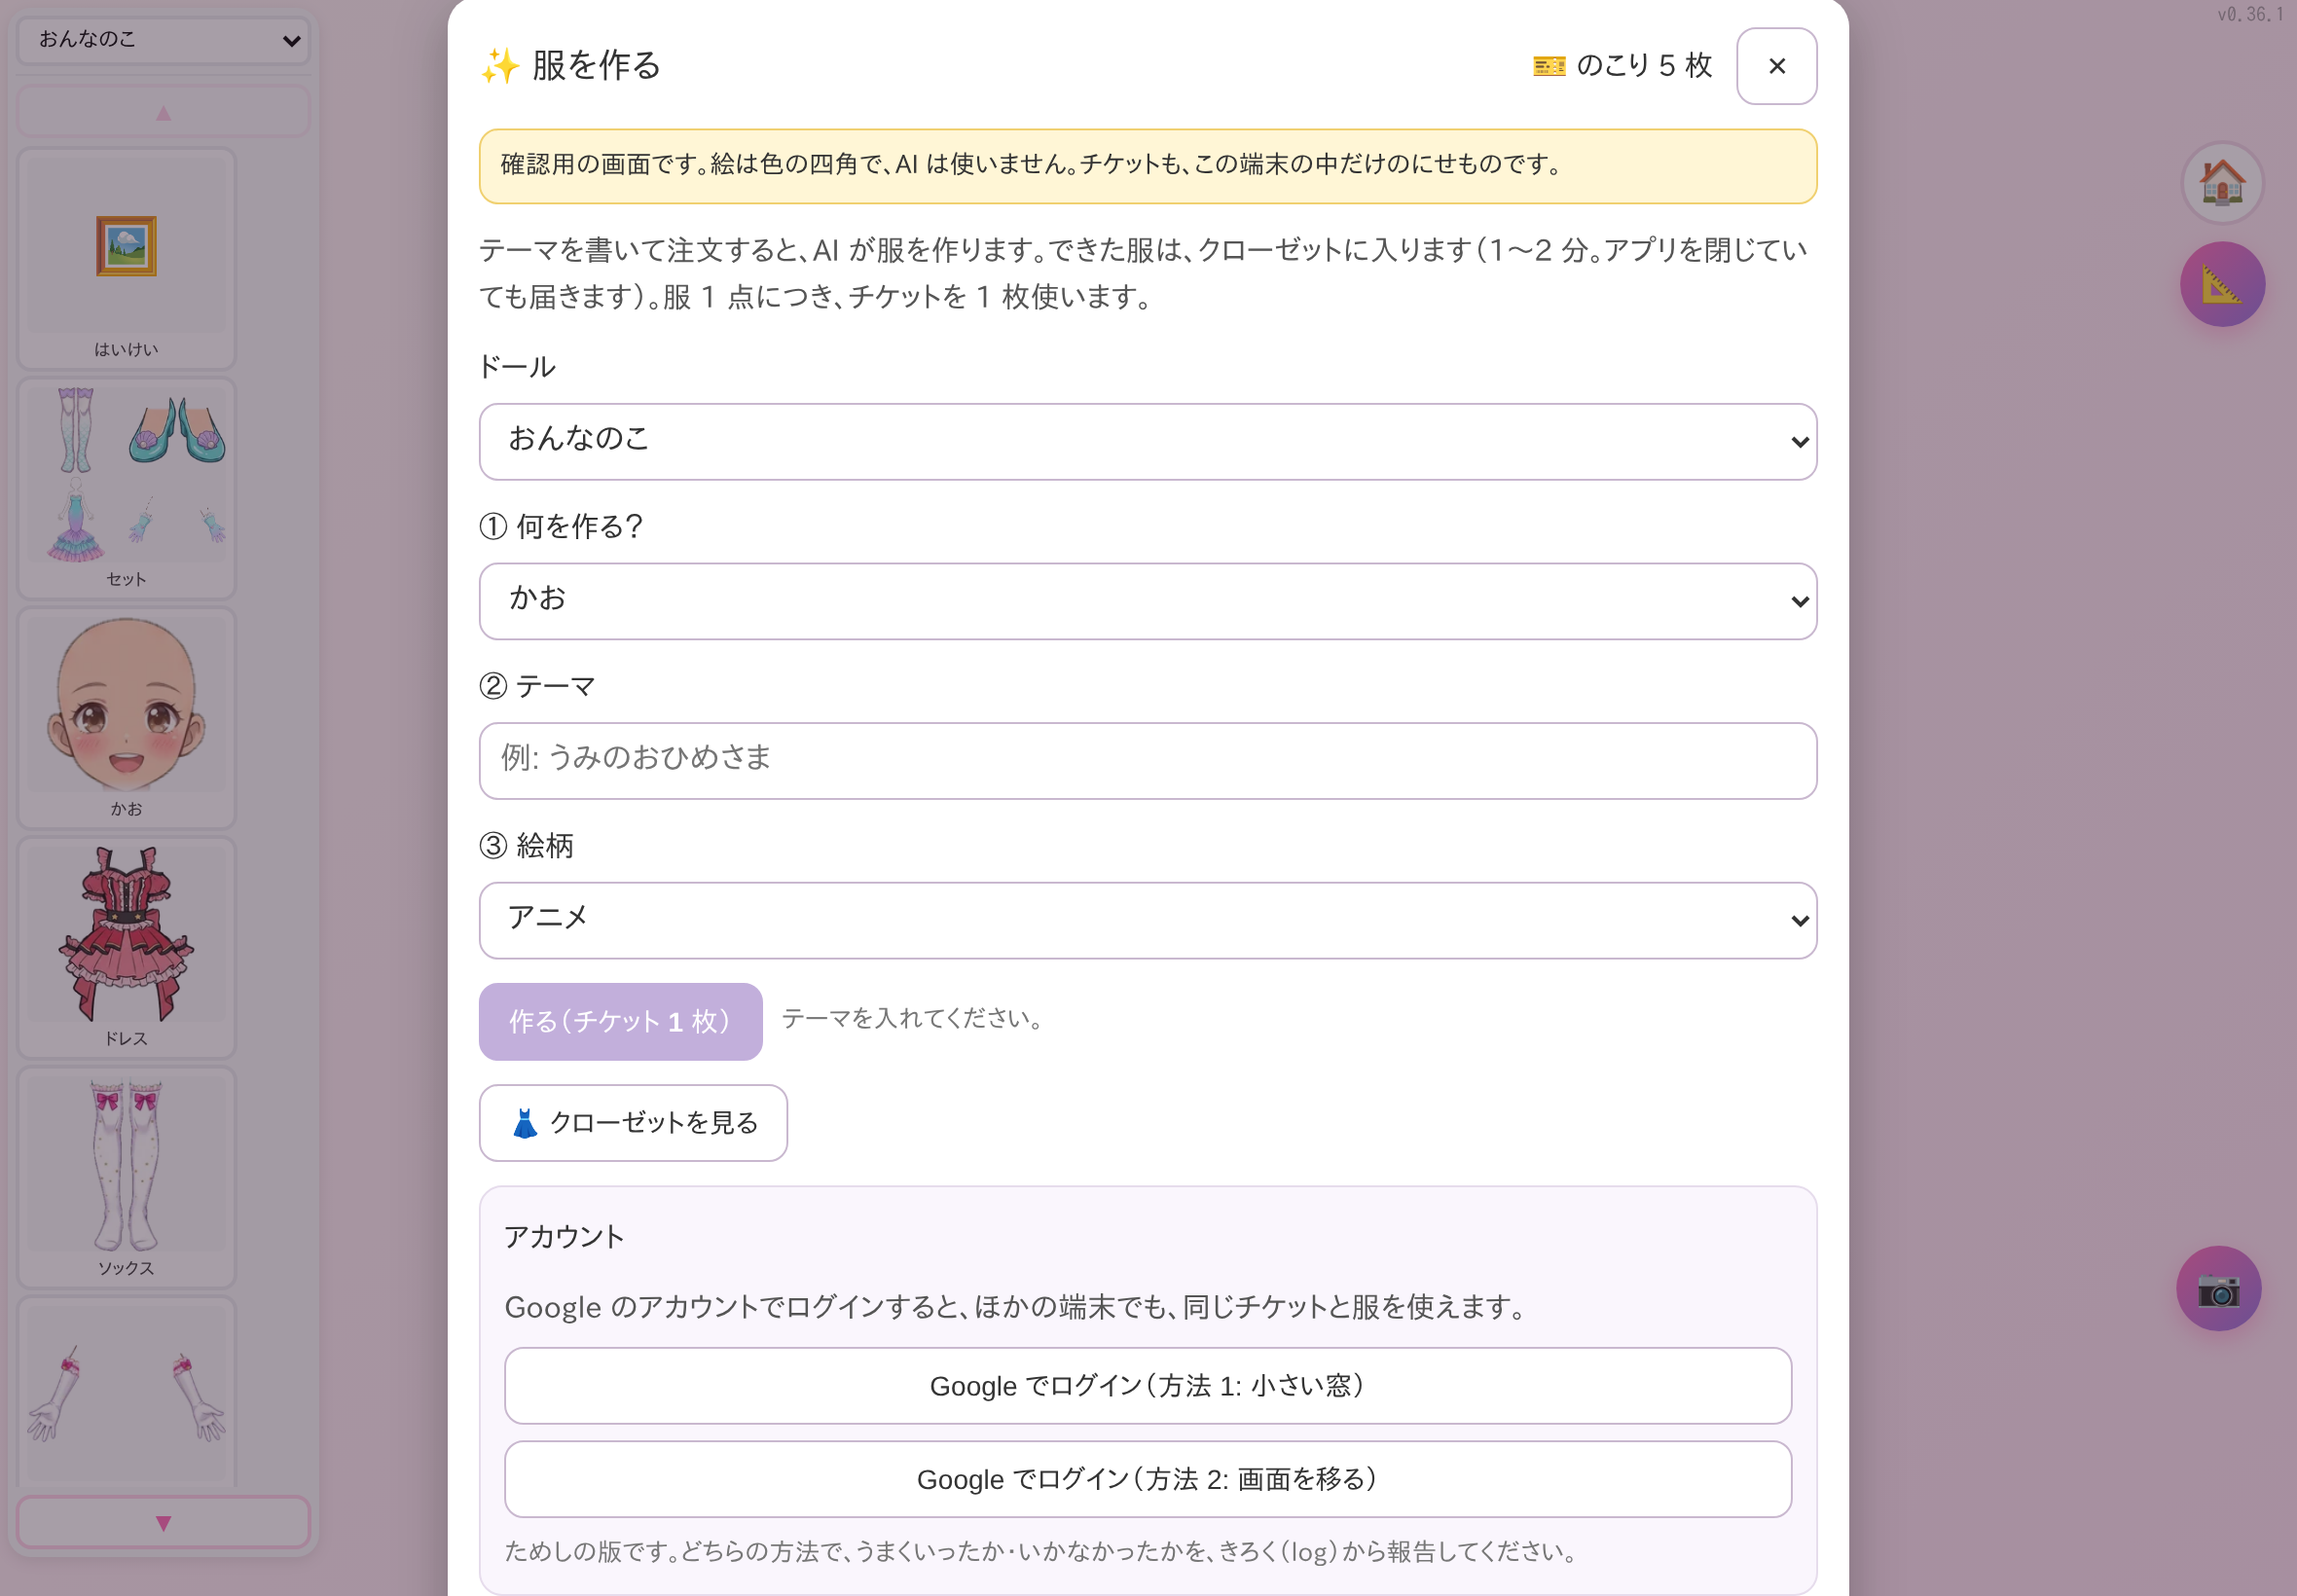 おんなのこ
▲
はいけい
セット
かお
ドレス
ソックス
▼
✨ 服を作る
🎫 のこり 5 枚
×
確認用の画面です。絵は色の四角で、AI は使いません。チケットも、この端末の中だけのにせものです。
テーマを書いて注文すると、AI が服を作ります。できた服は、クローゼットに入ります（1〜2 分。アプリを閉じてい
ても届きます）。服 1 点につき、チケットを 1 枚使います。
ドール
おんなのこ
① 何を作る？
かお
② テーマ
例: うみのおひめさま
③ 絵柄
アニメ
作る（チケット 1 枚）
テーマを入れてください。
👗 クローゼットを見る
アカウント
Google のアカウントでログインすると、ほかの端末でも、同じチケットと服を使えます。
Google でログイン（方法 1: 小さい窓）
Google でログイン（方法 2: 画面を移る）
ためしの版です。どちらの方法で、うまくいったか・いかなかったかを、きろく（log）から報告してください。
v0.36.1